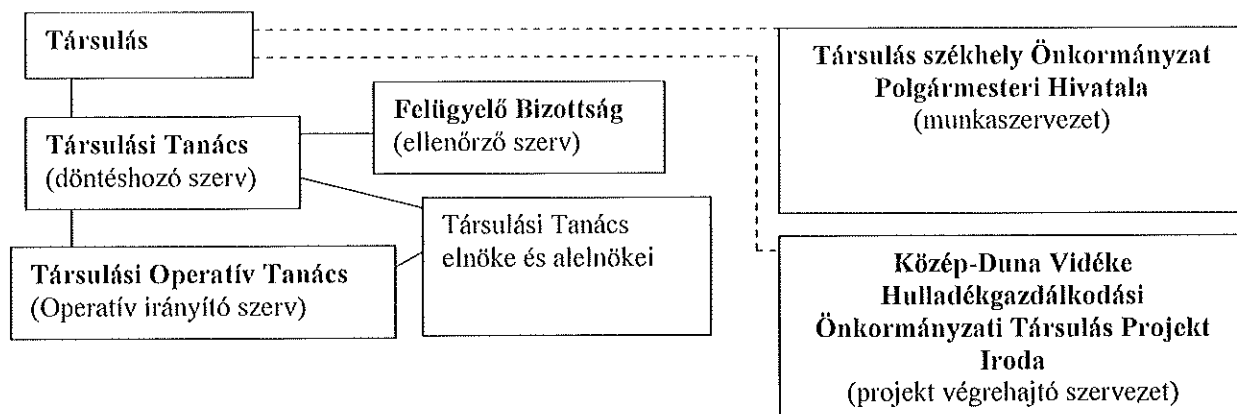 Társulás
Társulási Tanács
(döntéshozó szerv)
Társulási Operatív Tanács
(Operatív irányító szerv)
Felügyelő Bizottság
(ellenőrző szerv)
Társulási Tanács
elnöke és alelnökei
Társulás székhely Önkormányzat
Polgármesteri Hivatala
(munkaszervezet)
Közép-Duna Vidéke
Hulladékgazdálkodási
Önkormányzati Társulás Projekt
Iroda
(projekt végrehajtó szervezet)